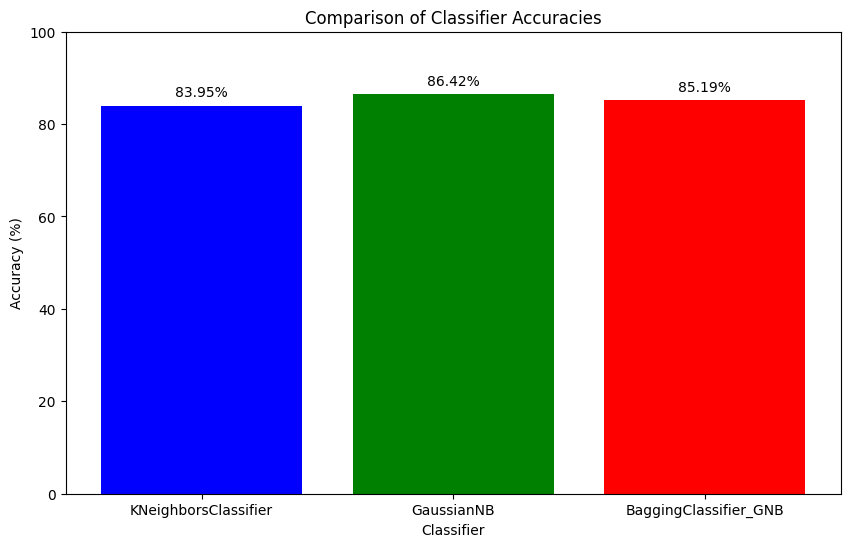 Comparison of Classifier Accuracies
100
80
60
40
20
0
Accuracy (%)
83.95%
86.42%
85.19%
KNeighborsClassifier
GaussianNB
BaggingClassifier_GNB
Classifier